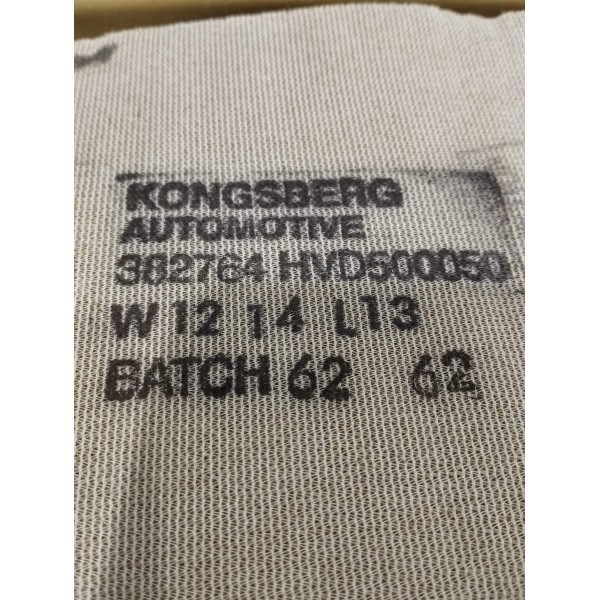 KONGSBERG
AUTOMOTIVE
382764 HVD500050
W 12 14 L13
BATCH 62 62